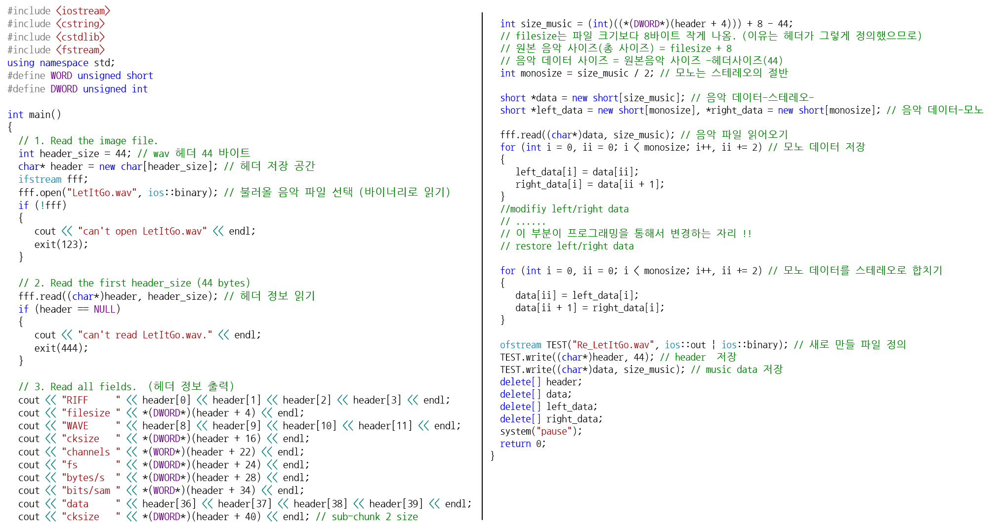 #include <iostream>
#include <cstring>
#include <cstdlib>
#include <fstream>
using namespace std;
#define WORD unsigned short
#define DWORD unsigned int

int main()
{
  // 1. Read the image file.
  int header_size = 44; // wav 헤더 44 바이트
  char* header = new char[header_size]; // 헤더 저장 공간
  ifstream fff;
  fff.open("LetItGo.wav", ios::binary); // 불러올 음악 파일 선택 (바이너리로 읽기)
  if (!fff)
  {
     cout << "can't open LetItGo.wav" << endl;
     exit(123);
  }

  // 2. Read the first header_size (44 bytes)
  fff.read((char*)header, header_size); // 헤더 정보 읽기
  if (header == NULL)
  {
     cout << "can't read LetItGo.wav." << endl;
     exit(444);
  }

  // 3. Read all fields.  (헤더 정보 출력)
  cout << "RIFF     " << header[0] << header[1] << header[2] << header[3] << endl;
  cout << "filesize " << *(DWORD*)(header + 4) << endl;
  cout << "WAVE     " << header[8] << header[9] << header[10] << header[11] << endl;
  cout << "cksize   " << *(DWORD*)(header + 16) << endl;
  cout << "channels " << *(WORD*)(header + 22) << endl;
  cout << "fs       " << *(DWORD*)(header + 24) << endl;
  cout << "bytes/s  " << *(DWORD*)(header + 28) << endl;
  cout << "bits/sam " << *(WORD*)(header + 34) << endl;
  cout << "data     " << header[36] << header[37] << header[38] << header[39] << endl;
  cout << "cksize   " << *(DWORD*)(header + 40) << endl; // sub-chunk 2 size

  int size_music = (int)((*(DWORD*)(header + 4))) + 8 - 44;
  // filesize는 파일 크기보다 8바이트 작게 나옴. (이유는 헤더가 그렇게 정의했으므로)
  // 원본 음악 사이즈(총 사이즈) = filesize + 8
  // 음악 데이터 사이즈 = 원본음악 사이즈 -헤더사이즈(44)
  int monosize = size_music / 2; // 모노는 스테레오의 절반

  short *data = new short[size_music]; // 음악 데이터-스테레오-
  short *left_data = new short[monosize], *right_data = new short[monosize]; // 음악 데이터-모노

  fff.read((char*)data, size_music); // 음악 파일 읽어오기
  for (int i = 0, ii = 0; i < monosize; i++, ii += 2) // 모노 데이터 저장
  {
     left_data[i] = data[ii];
     right_data[i] = data[ii + 1];
  }
  //modifiy left/right data
  // ......
  // 이 부분이 프로그래밍을 통해서 변경하는 자리 !!
  // restore left/right data

  for (int i = 0, ii = 0; i < monosize; i++, ii += 2) // 모노 데이터를 스테레오로 합치기
  {
     data[ii] = left_data[i];
     data[ii + 1] = right_data[i];
  }

  ofstream TEST("Re_LetItGo.wav", ios::out | ios::binary); // 새로 만들 파일 정의
  TEST.write((char*)header, 44); // header  저장
  TEST.write((char*)data, size_music); // music data 저장
  delete[] header;
  delete[] data;
  delete[] left_data;
  delete[] right_data;
  system("pause");
  return 0;
}